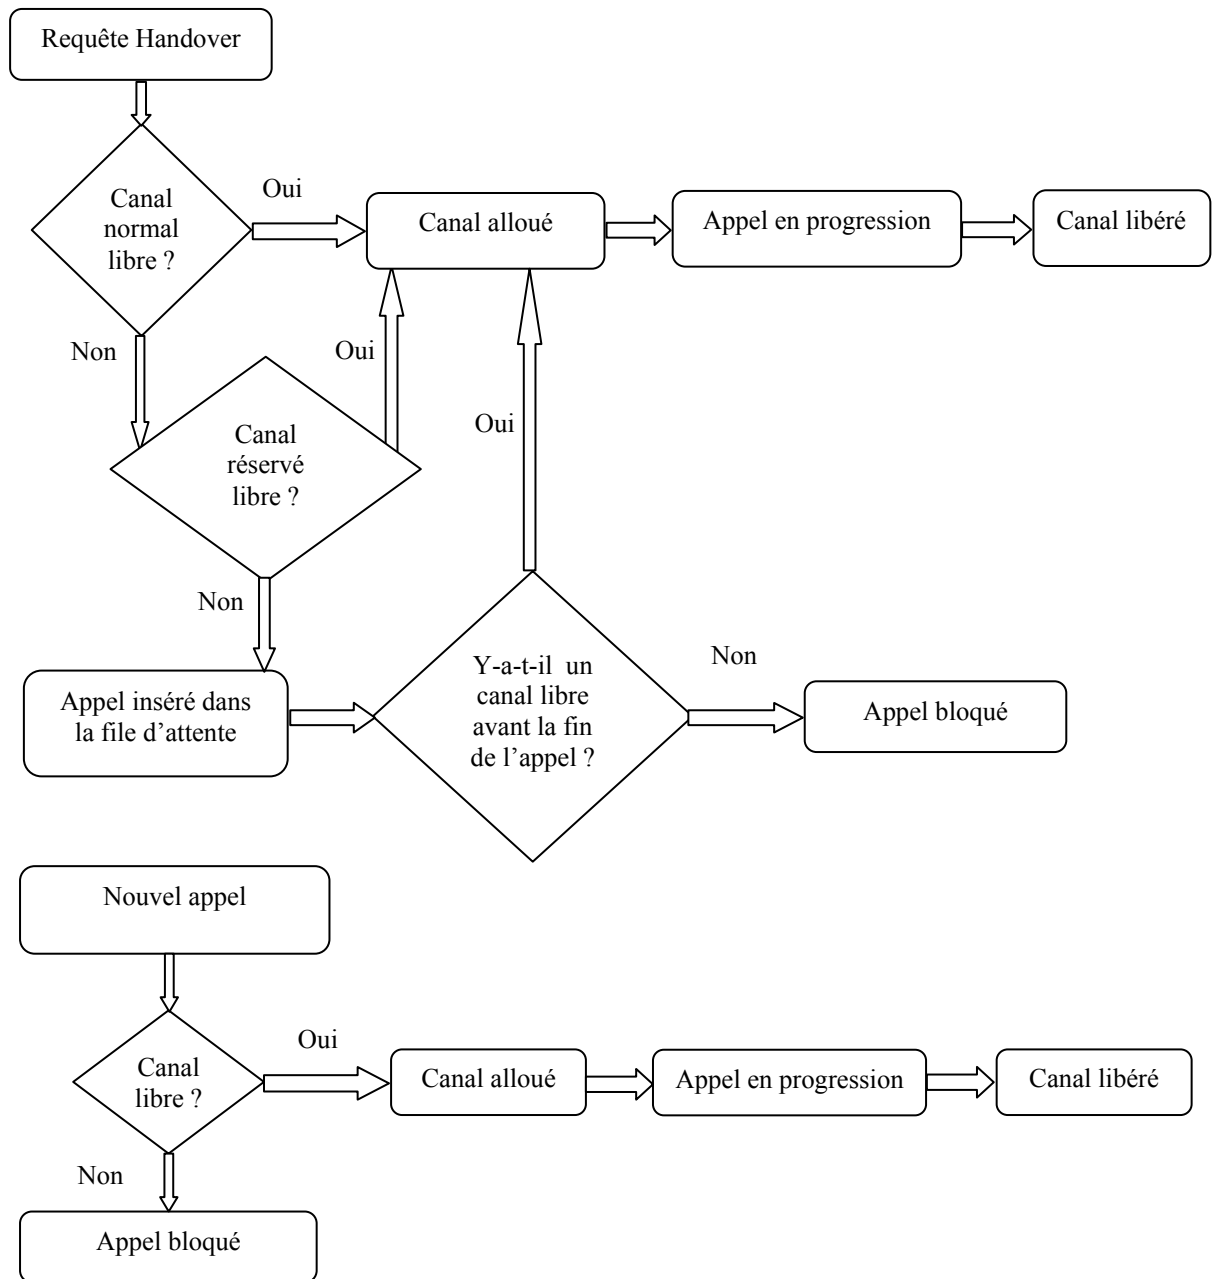 Requête Handover
Canal
normal
libre ?
Oui
Canal alloué
Appel en progression
Canal libéré
Non
Oui
Canal
réservé
libre ?
Oui
Non
Appel inséré dans
la file d'attente
Y-a-t-il un
canal libre
avant la fin
de l'appel ?
Non
Appel bloqué
Nouvel appel
Canal
libre ?
Oui
Canal alloué
Appel en progression
Canal libéré
Non
Appel bloqué